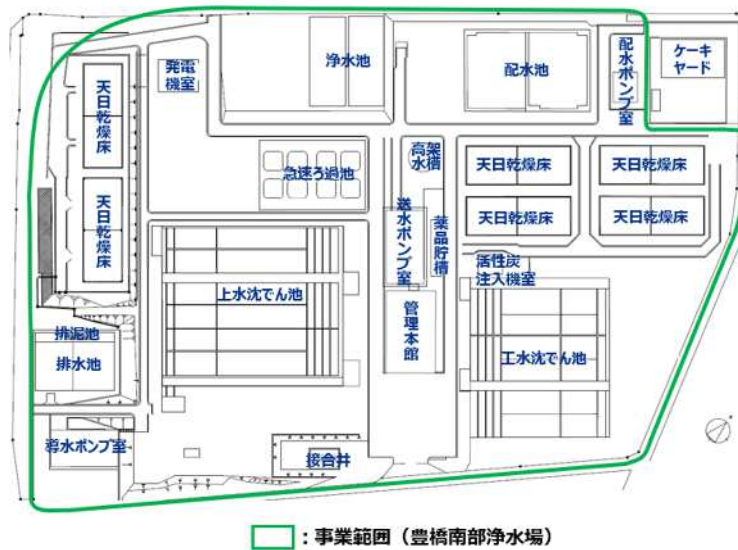 発電
機室
浄水池
配水池
配水ポンプ室
ケーキ
ヤード
天日乾燥床
天日乾燥床
急速ろ過池
高架
水槽
天日乾燥床
天日乾燥床
天日乾燥床
天日乾燥床
送水ポンプ室
薬品貯槽
活性炭
注入機室
上水沈でん池
管理本館
工水沈でん池
排泥池
排水池
導水ポンプ室
接合井
:事業範囲(豊橋南部浄水場)